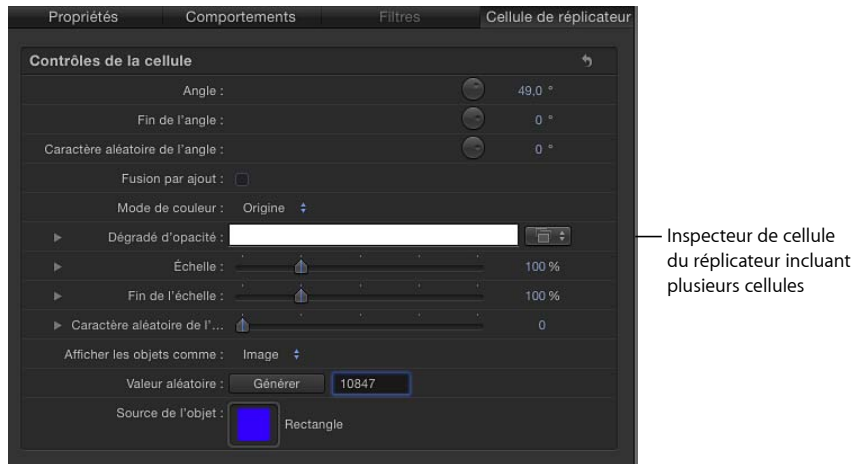 Propriétés Comportements Filtres Cellule de réplicateur
Contrôles de la cellule
Angle : 49,0 °
Fin de l'angle : 0 °
Caractère aléatoire de l'angle : 0 °
Fusion par ajout :
Mode de couleur : Origine
Dégradé d'opacité :
Échelle : 100 %
Fin de l'échelle : 100 %
Caractère aléatoire de l'... 0
Afficher les objets comme : Image
Valeur aléatoire : Générer 10847
Source de l'objet : Rectangle
Inspecteur de cellule
du réplicateur incluant
plusieurs cellules